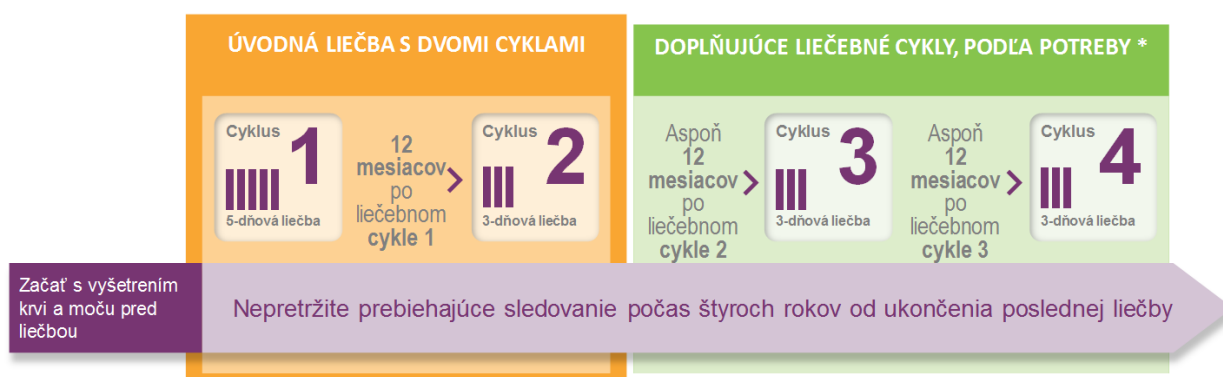 ÚVODNÁ LIEČBA S DVOMI CYKLAMI
Cyklus
1
5-dňová liečba
12
mesiacov
po
liečebnom
cykle 1
Cyklus
2
3-dňová liečba
DOPLŇUJÚCE LIEČEBNÉ CYKLY, PODĽA POTREBY *
Aspoň
12
mesiacov
po
liečebnom
cykle 2
Cyklus
3
3-dňová liečba
Aspoň
12
mesiacov
po
liečebnom
cykle 3
Cyklus
4
3-dňová liečba
Začať s vyšetrením
krvi a moču pred
liečbou
Nepretržite prebiehajúce sledovanie počas štyroch rokov od ukončenia poslednej liečby